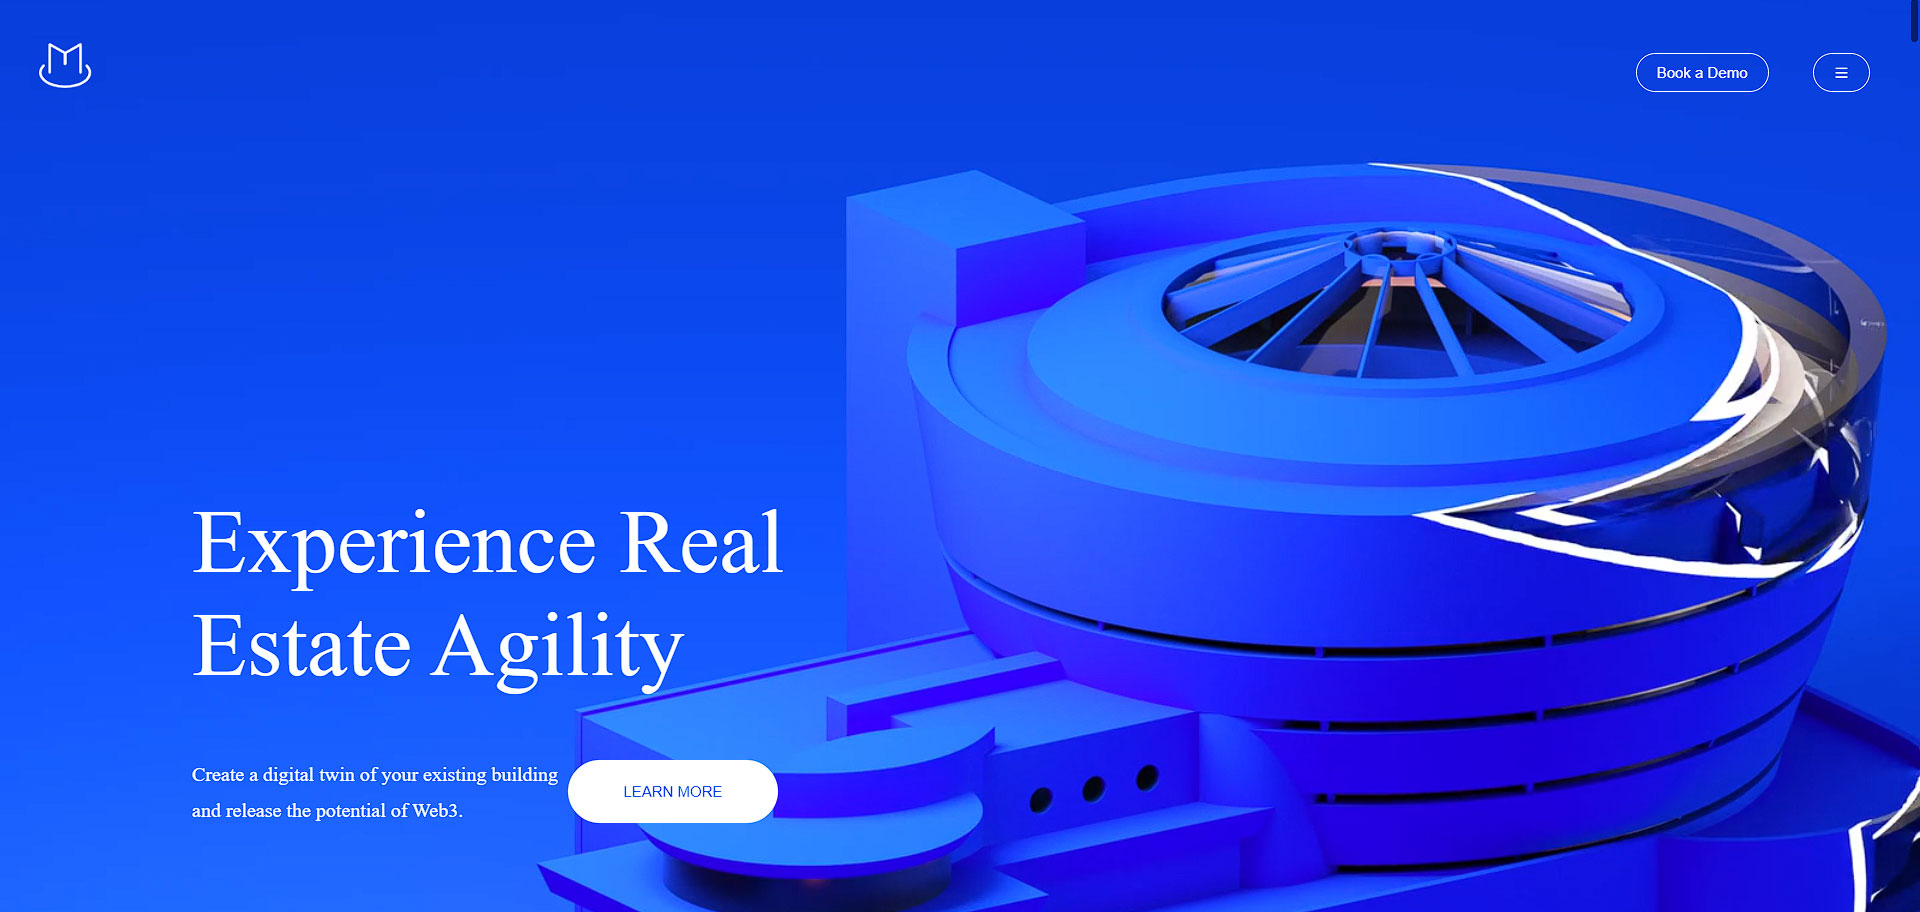 Book a Demo
Experience Real
Estate Agility
Create a digital twin of your existing building
and release the potential of Web3.
LEARN MORE